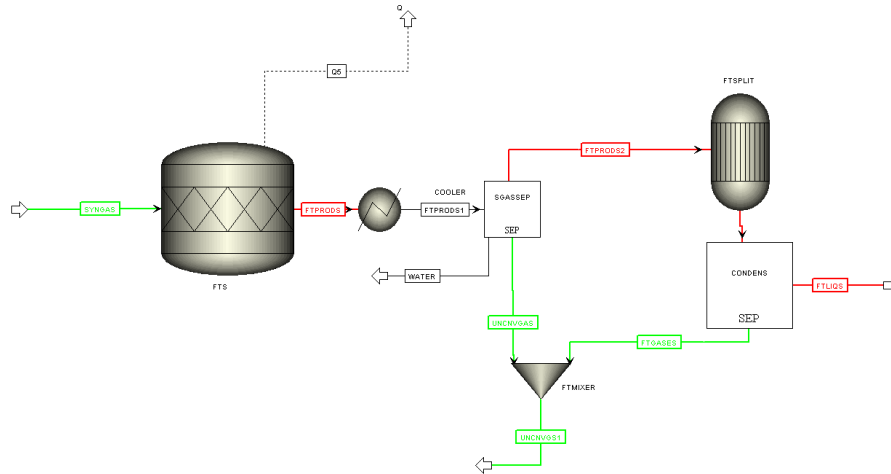 Q
Q5
FTSPLIT
FTPRODS2
COOLER
SGASSEP
SYNGAS
FTPRODS
FTPRODS1
SEP
FTS
WATER
CONDENS
FTLIQS
SEP
UNCNVGAS
FTGASES
FTMIXER
UNCNVGS1